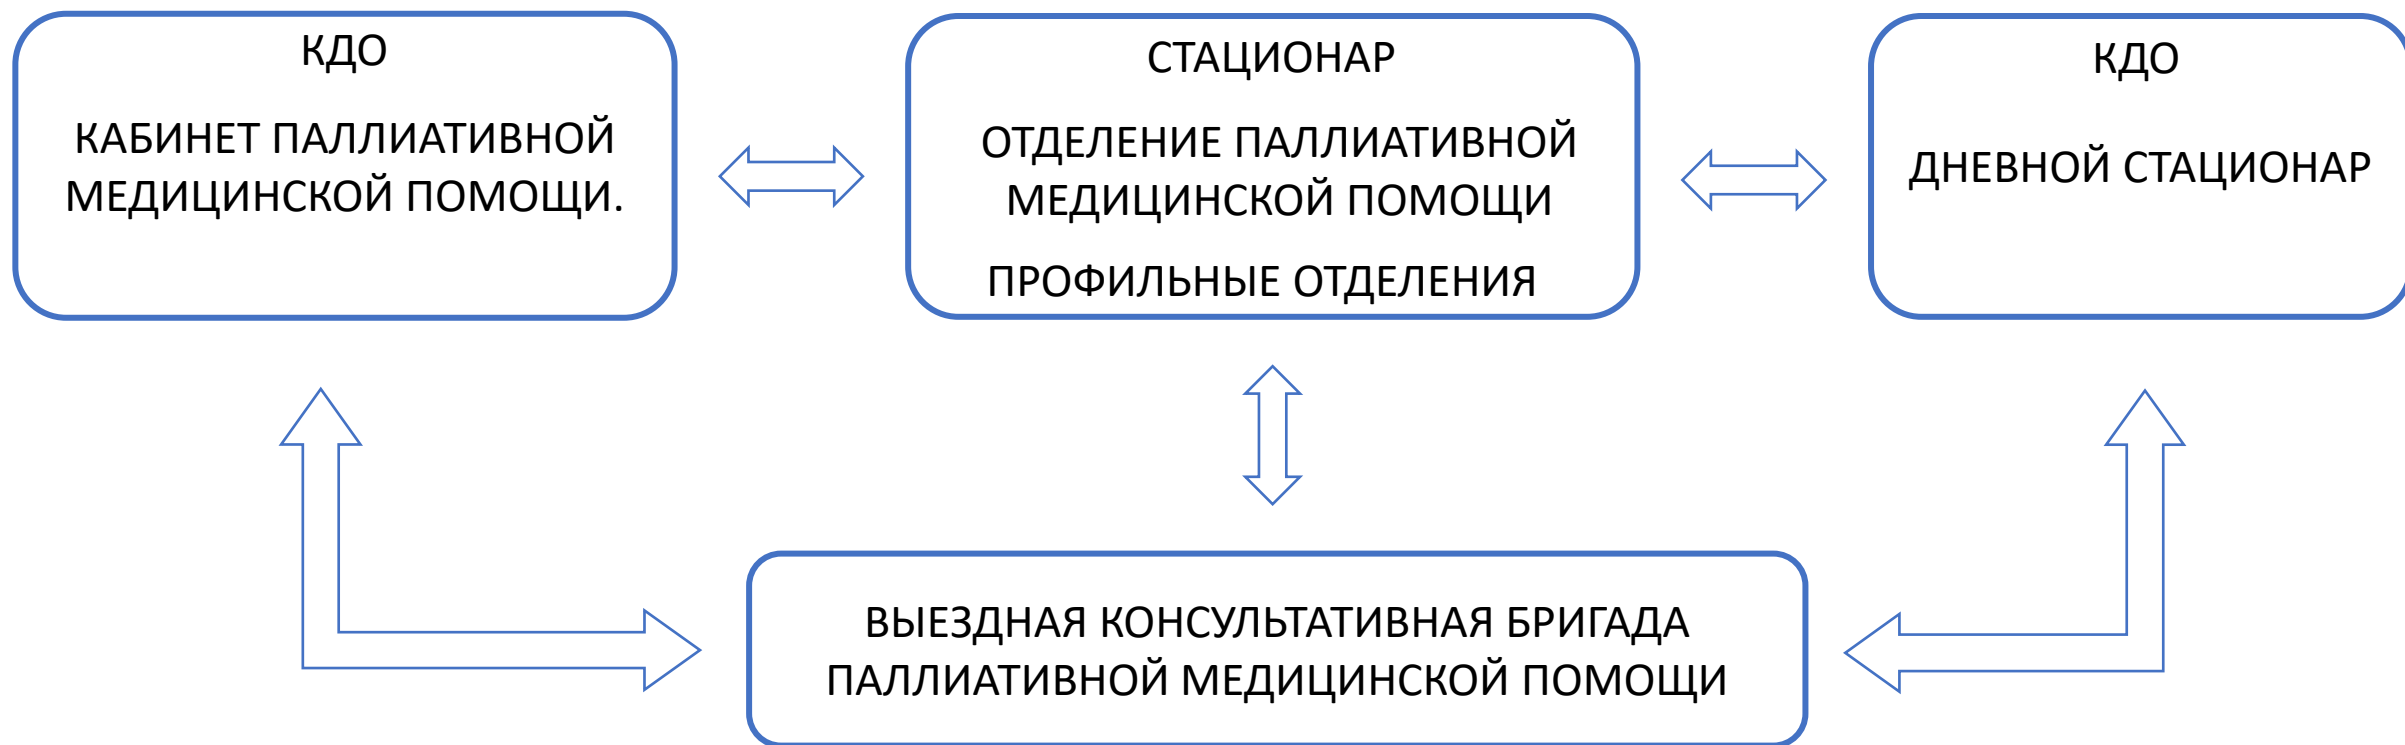 КДО
КАБИНЕТ ПАЛЛИАТИВНОЙ
МЕДИЦИНСКОЙ ПОМОЩИ.
СТАЦИОНАР
ОТДЕЛЕНИЕ ПАЛЛИАТИВНОЙ
МЕДИЦИНСКОЙ ПОМОЩИ
ПРОФИЛЬНЫЕ ОТДЕЛЕНИЯ
КДО
ДНЕВНОЙ СТАЦИОНАР
ВЫЕЗДНАЯ КОНСУЛЬТАТИВНАЯ БРИГАДА
ПАЛЛИАТИВНОЙ МЕДИЦИНСКОЙ ПОМОЩИ